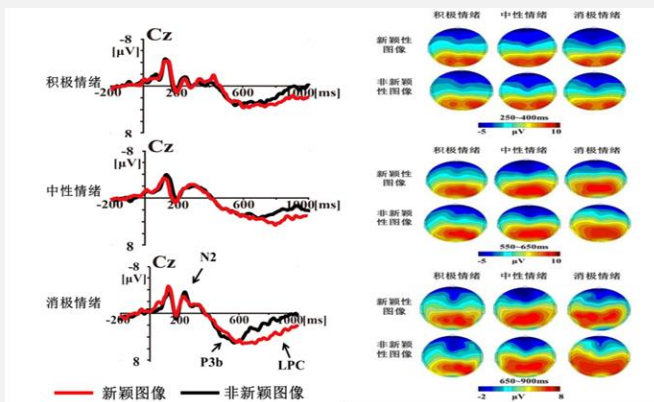 -8
[μV]
Cz
积极情绪
-200
200
600
1000[ms]
8
-8
[μV]
Cz
中性情绪
-200
200
600
1000 [ms]
8
-8
[μV]
Cz
N2
消极情绪
-200
200
600
1000 [ms]
8
P3b
LPC
新颖图像
非新颖图像
积极情绪 中性情绪 消极情绪
新颖性
图像
非新颖
性图像
250~400ms
-5 μV 10
积极情绪 中性情绪 消极情绪
新颖性
图像
非新颖
性图像
550~650ms
-5 μV 10
积极情绪 中性情绪 消极情绪
新颖性
图像
非新颖
性图像
650~900ms
-2 μV 8